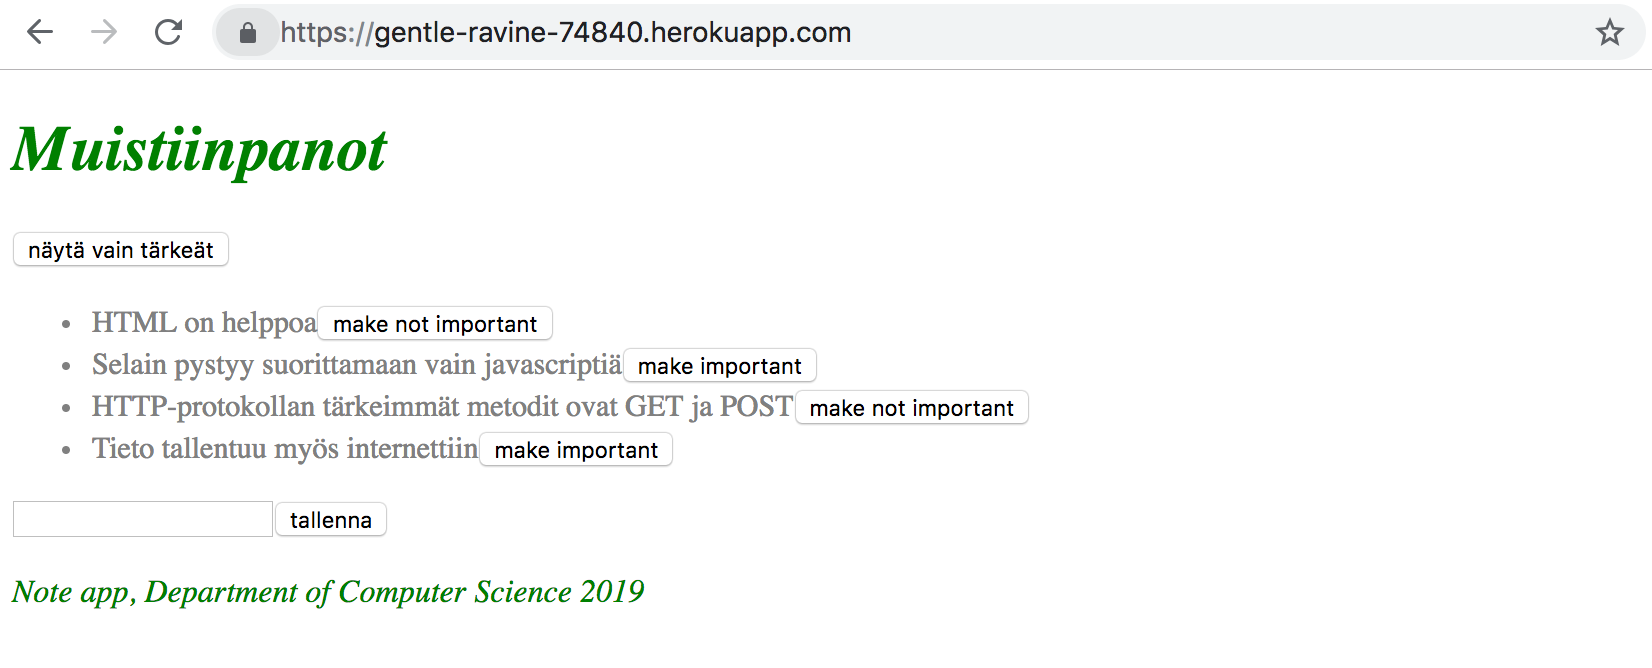 https://gentle-ravine-74840.herokuapp.com
Muistiinpanot
näytä vain tärkeät
• HTML on helppoa make not important
• Selain pystyy suorittamaan vain javascriptiä make important
• HTTP-protokollan tärkeimmät metodit ovat GET ja POST make not important
• Tieto tallentuu myös internettiin make important
tallenna
Note app, Department of Computer Science 2019